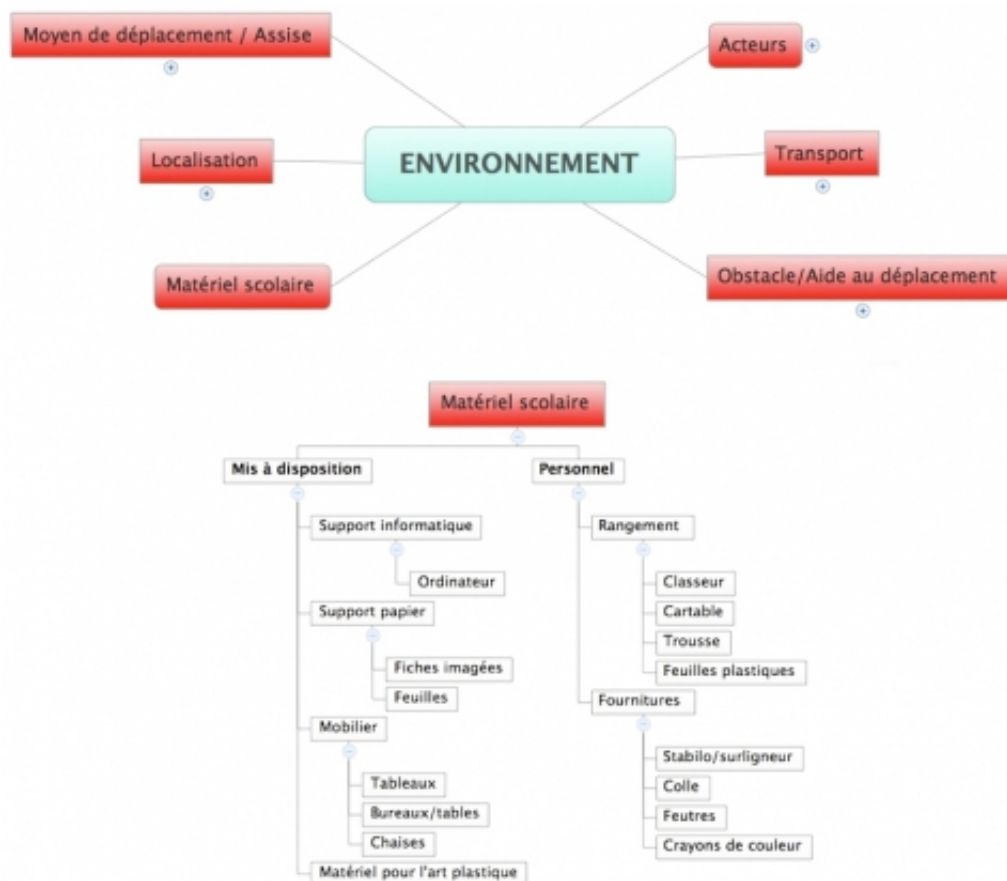 Moyen de déplacement / Assise
Acteurs
Localisation
ENVIRONNEMENT
Transport
Matériel scolaire
Obstacle/Aide au déplacement
Matériel scolaire
Mis à disposition
Support informatique
Ordinateur
Support papier
Fiches imagées
Feuilles
Mobilier
Tableaux
Bureaux/tables
Chaises
Matériel pour l'art plastique
Personnel
Rangement
Classeur
Cartable
Trousse
Feuilles plastiques
Fournitures
Stabilo/surligneur
Colle
Feutres
Crayons de couleur